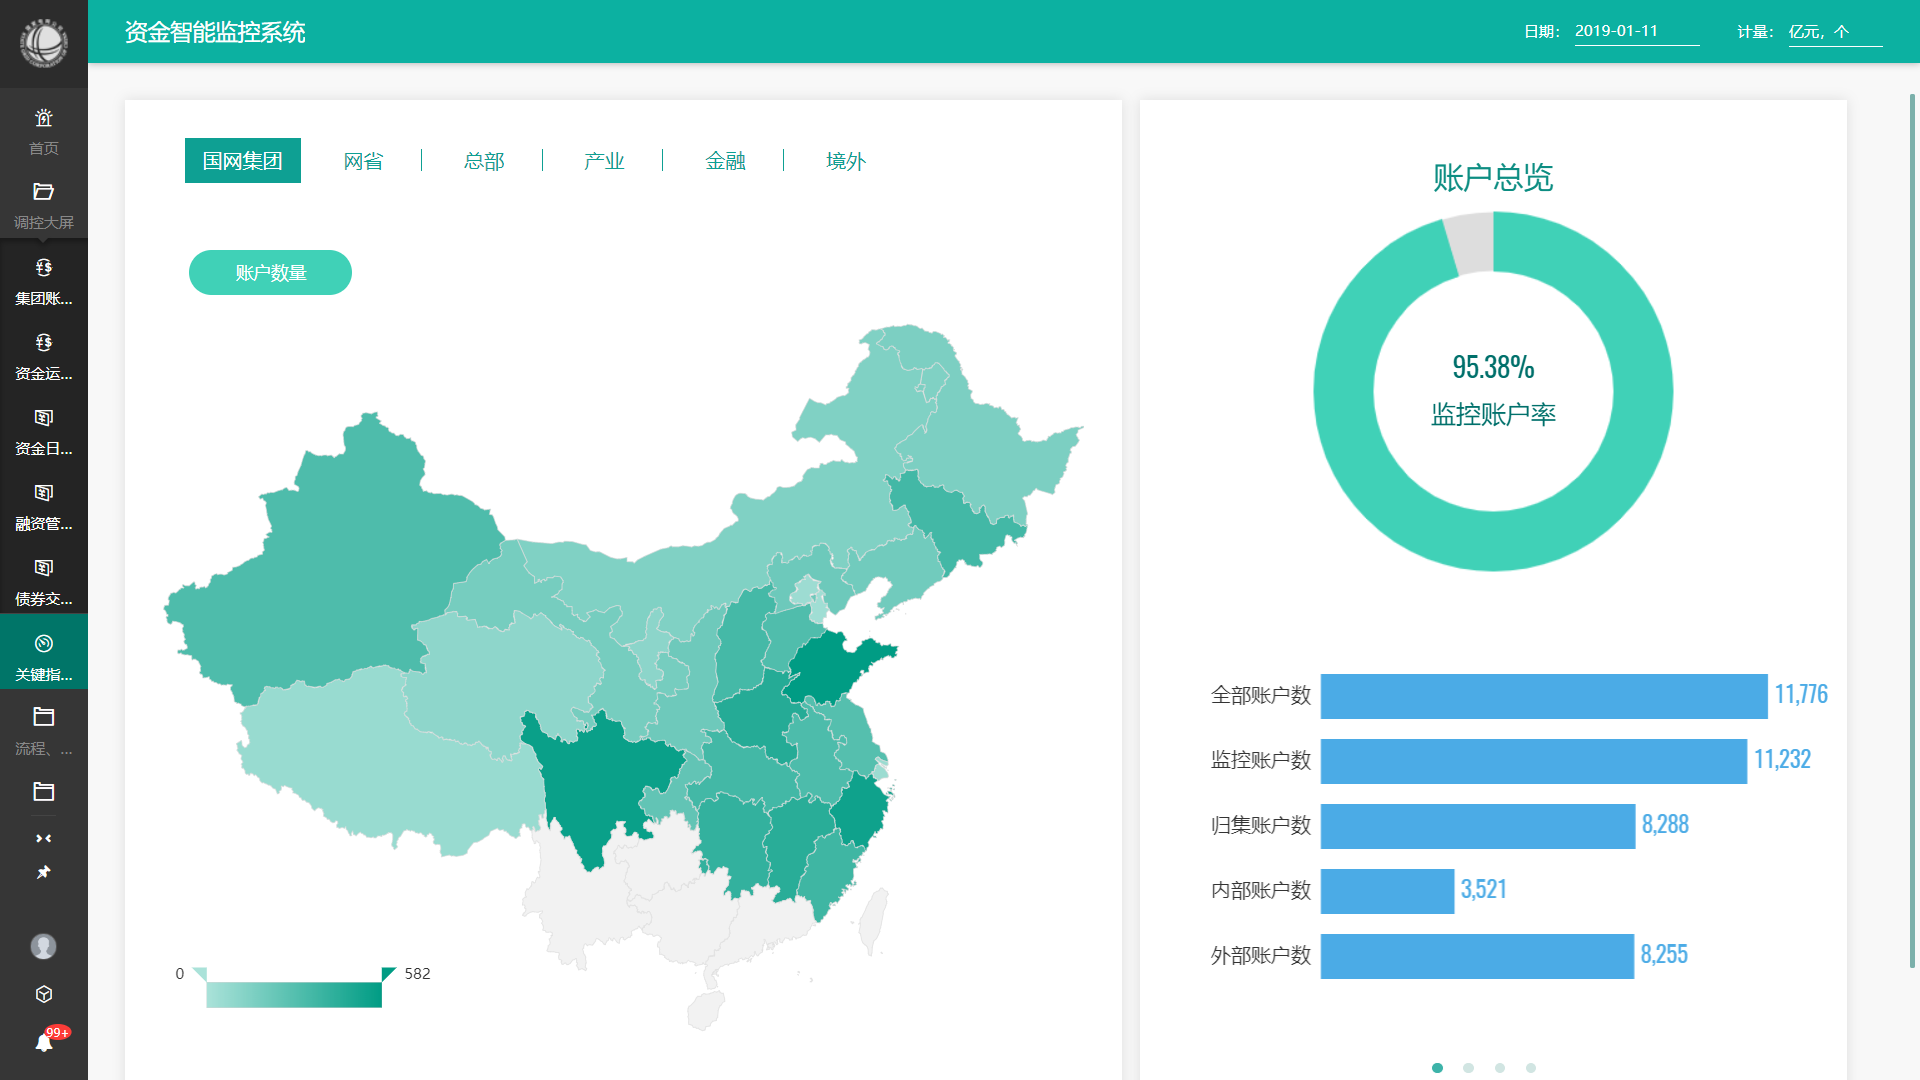 资金智能监控系统
日期：
2019-01-11
计量：
亿元，个
首页
调控大屏
集团账...
资金运...
资金日...
融资管...
债券交...
关键指...
流程、...
99+
国网集团
网省
总部
产业
金融
境外
账户数量
0
582
账户总览
95.38%
监控账户率
全部账户数
11,776
监控账户数
11,232
归集账户数
8,288
内部账户数
3,521
外部账户数
8,255